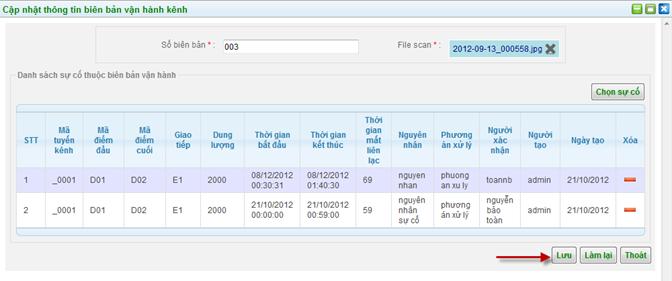 Cập nhật thông tin biên bản vận hành kênh
Số biên bản * : 003 File scan * : 2012-09-13_000558.jpg
Danh sách sự cố thuộc biên bản vận hành
Chọn sự cố
STT Mã tuyến kênh Mã điểm đầu Mã điểm cuối Giao tiếp Dung lượng Thời gian bắt đầu Thời gian kết thúc Thời gian mất liên lạc Nguyên nhân Phương án xử lý Người xác nhận Người tạo Ngày tạo Xóa
1 _0001 D01 D02 E1 2000 08/12/2012 00:30:31 08/12/2012 01:40:30 69 nguyen nhan phuong an xu ly toannb admin 21/10/2012
2 _0001 D01 D02 E1 2000 21/10/2012 00:00:00 21/10/2012 00:59:00 59 nguyên nhân sự cố phương án xử lý nguyễn bảo toàn admin 21/10/2012
Lưu Làm lại Thoát